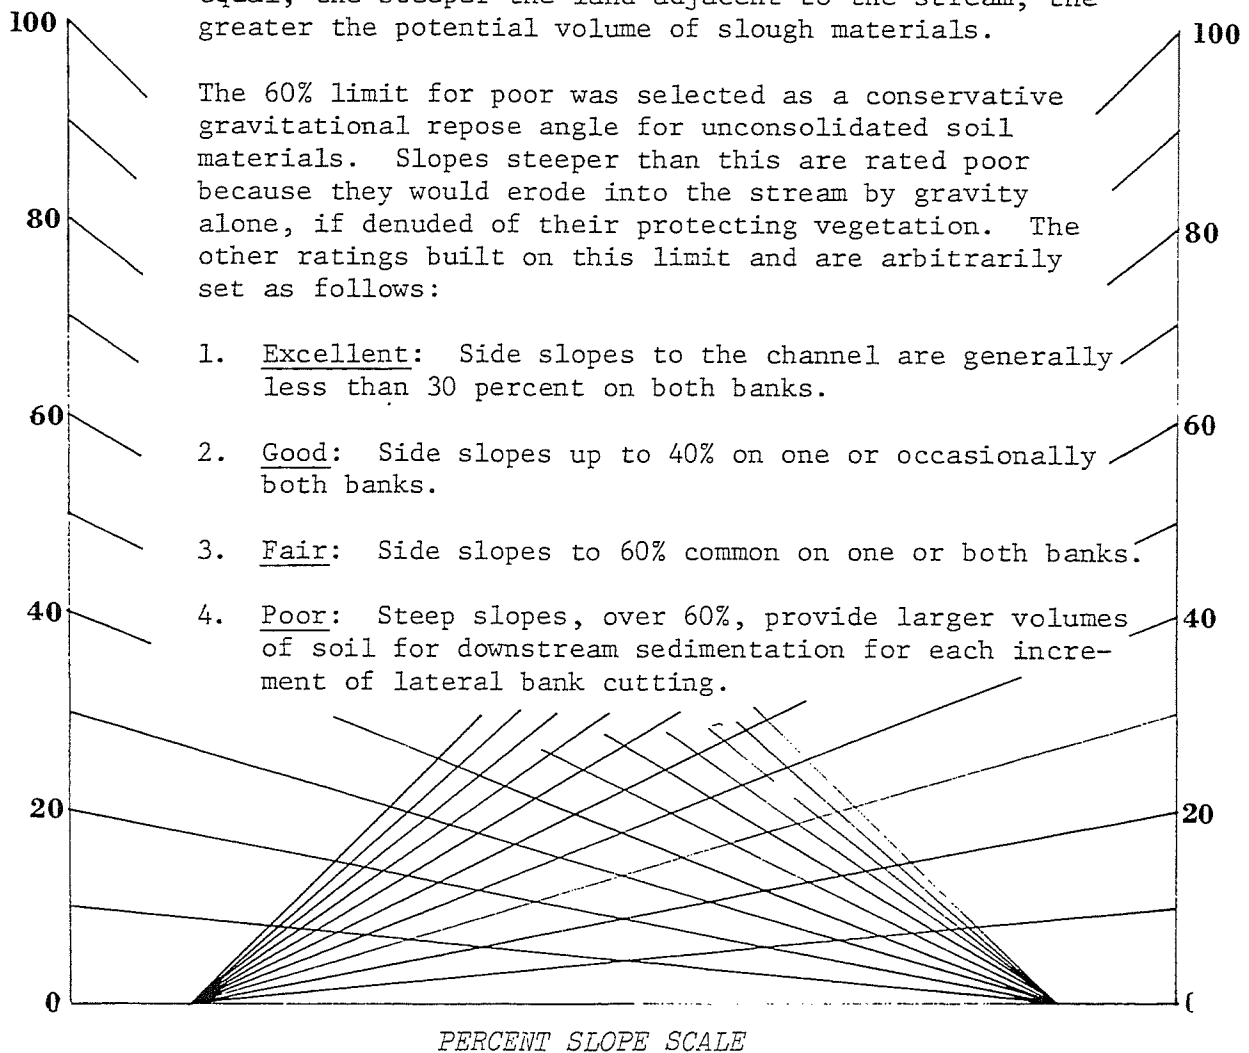 equal, the steeper the land adjacent to the stream, the
greater the potential volume of slough materials.
The 60% limit for poor was selected as a conservative
gravitational repose angle for unconsolidated soil
materials. Slopes steeper than this are rated poor
because they would erode into the stream by gravity
alone, if denuded of their protecting vegetation. The
other ratings built on this limit and are arbitrarily
set as follows:
1. Excellent: Side slopes to the channel are generally
less than 30 percent on both banks.
2. Good: Side slopes up to 40% on one or occasionally
both banks.
3. Fair: Side slopes to 60% common on one or both banks.
4. Poor: Steep slopes, over 60%, provide larger volumes
of soil for downstream sedimentation for each incre-
ment of lateral bank cutting.
100
80
60
40
20
0
100
80
60
40
20
PERCENT SLOPE SCALE